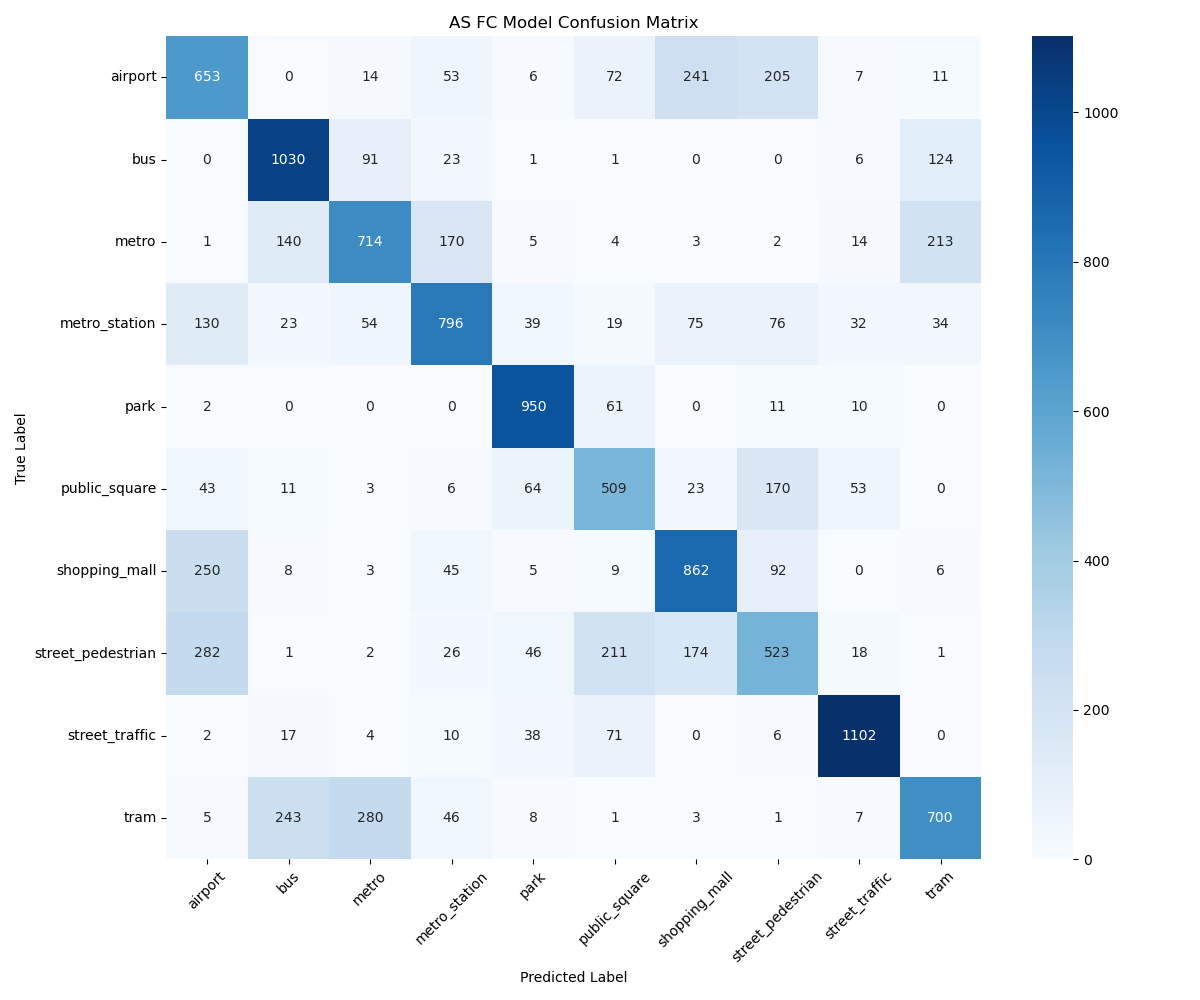 AS FC Model Confusion Matrix
airport 653 0 14 53 6 72 241 205 7 11
bus 0 1030 91 23 1 1 0 0 6 124
metro 1 140 714 170 5 4 3 2 14 213
metro_station 130 23 54 796 39 19 75 76 32 34
park 2 0 0 0 950 61 0 11 10 0
public_square 43 11 3 6 64 509 23 170 53 0
shopping_mall 250 8 3 45 5 9 862 92 0 6
street_pedestrian 282 1 2 26 46 211 174 523 18 1
street_traffic 2 17 4 10 38 71 0 6 1102 0
tram 5 243 280 46 8 1 3 1 7 700
airport bus metro metro_station park public_square shopping_mall street_pedestrian street_traffic tram
Predicted Label
True Label
1000
800
600
400
200
0